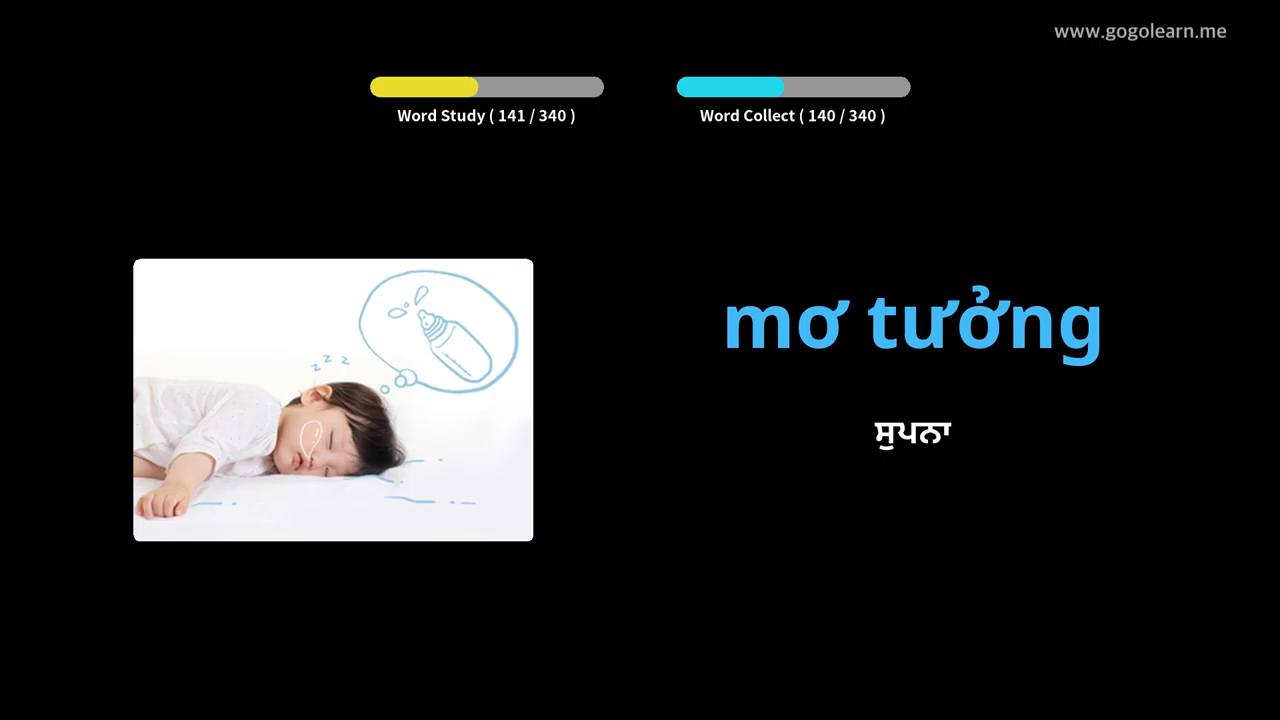 www.gogolearn.me
Word Study ( 141 / 340 )
Word Collect ( 140 / 340 )
z z z
mơ tưởng
ਸੁਪਨਾ